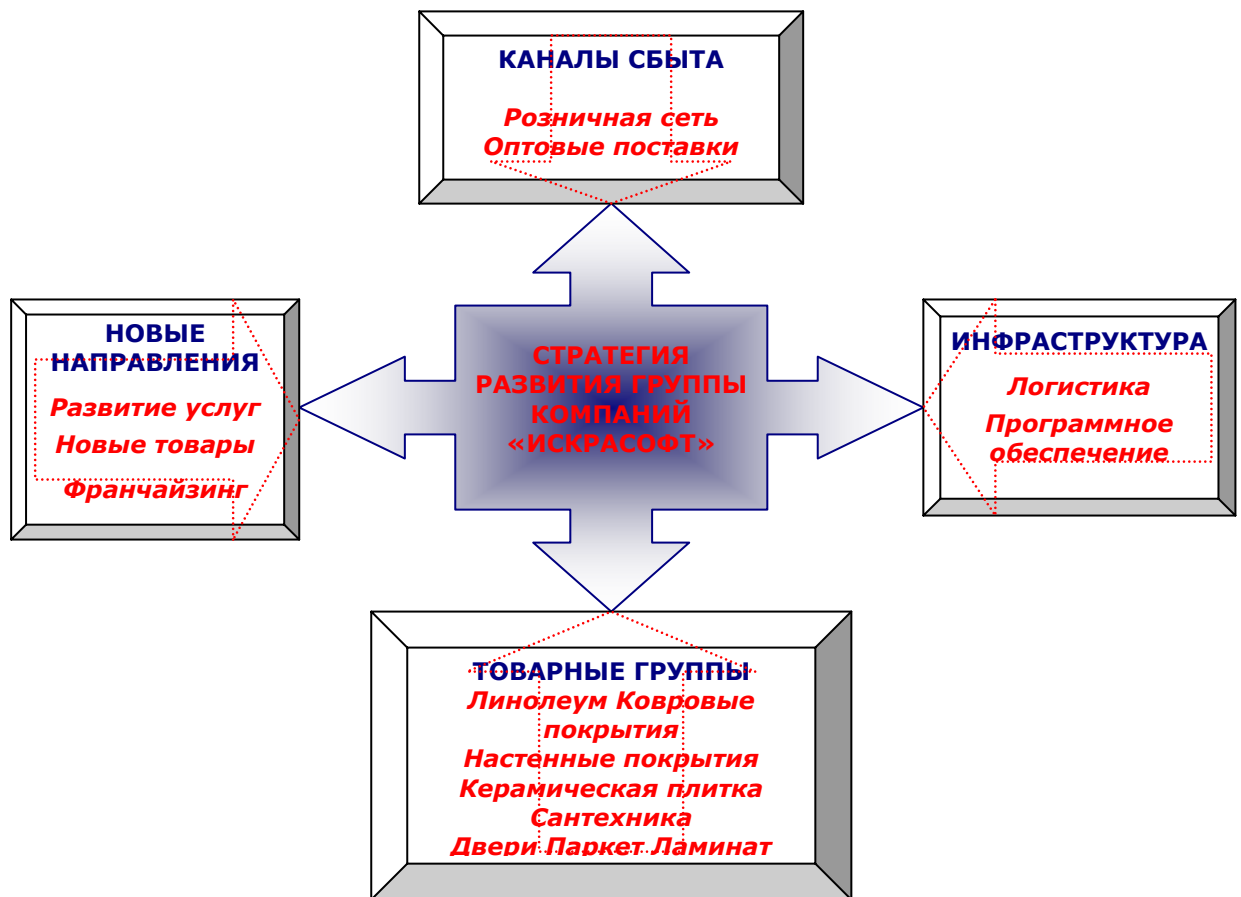 КАНАЛЫ СБЫТА
Розничная сеть
Оптовые поставки
НОВЫЕ
НАПРАВЛЕНИЯ
Развитие услуг
Новые товары
Франчайзинг
СТРАТЕГИЯ
РАЗВИТИЯ ГРУППЫ
КОМПАНИЙ
«ИСКРАСОФТ»
ИНФРАСТРУКТУРА
Логистика
Программное
обеспечение
ТОВАРНЫЕ ГРУППЫ
Линолеум Ковровые
покрытия
Настенные покрытия
Керамическая плитка
Сантехника
Двери Паркет Ламинат